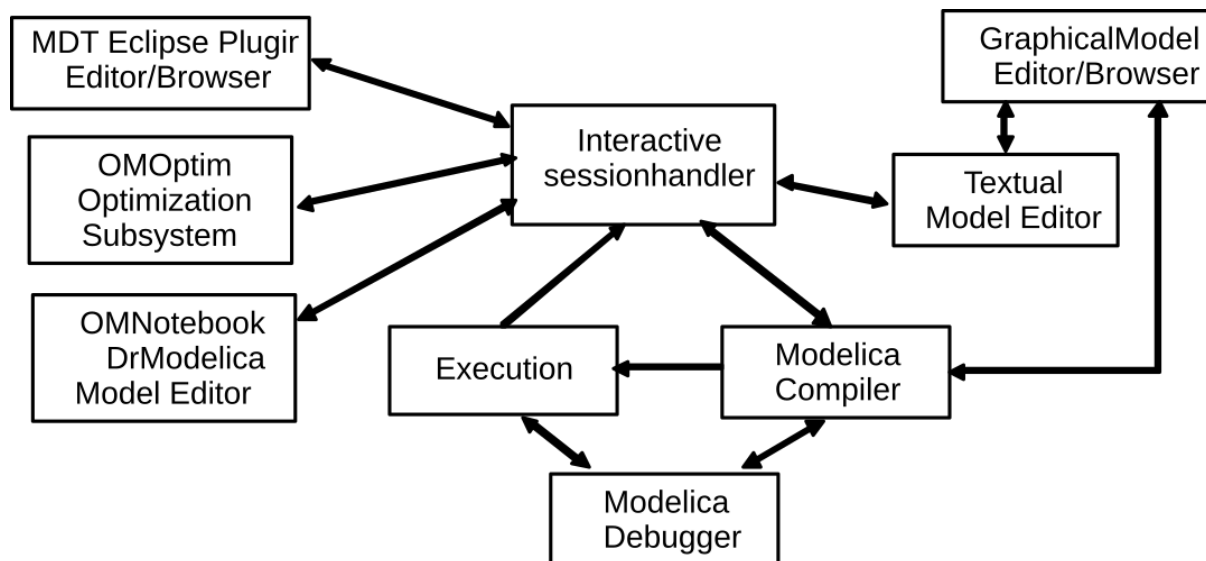 MDT Eclipse Plugin
Editor/Browser
GraphicalModel
Editor/Browser
Interactive
sessionhandler
OMOptim
Optimization
Subsystem
Textual
Model Editor
OMNotebook
DrModelica
Model Editor
Execution
Modelica
Compiler
Modelica
Debugger